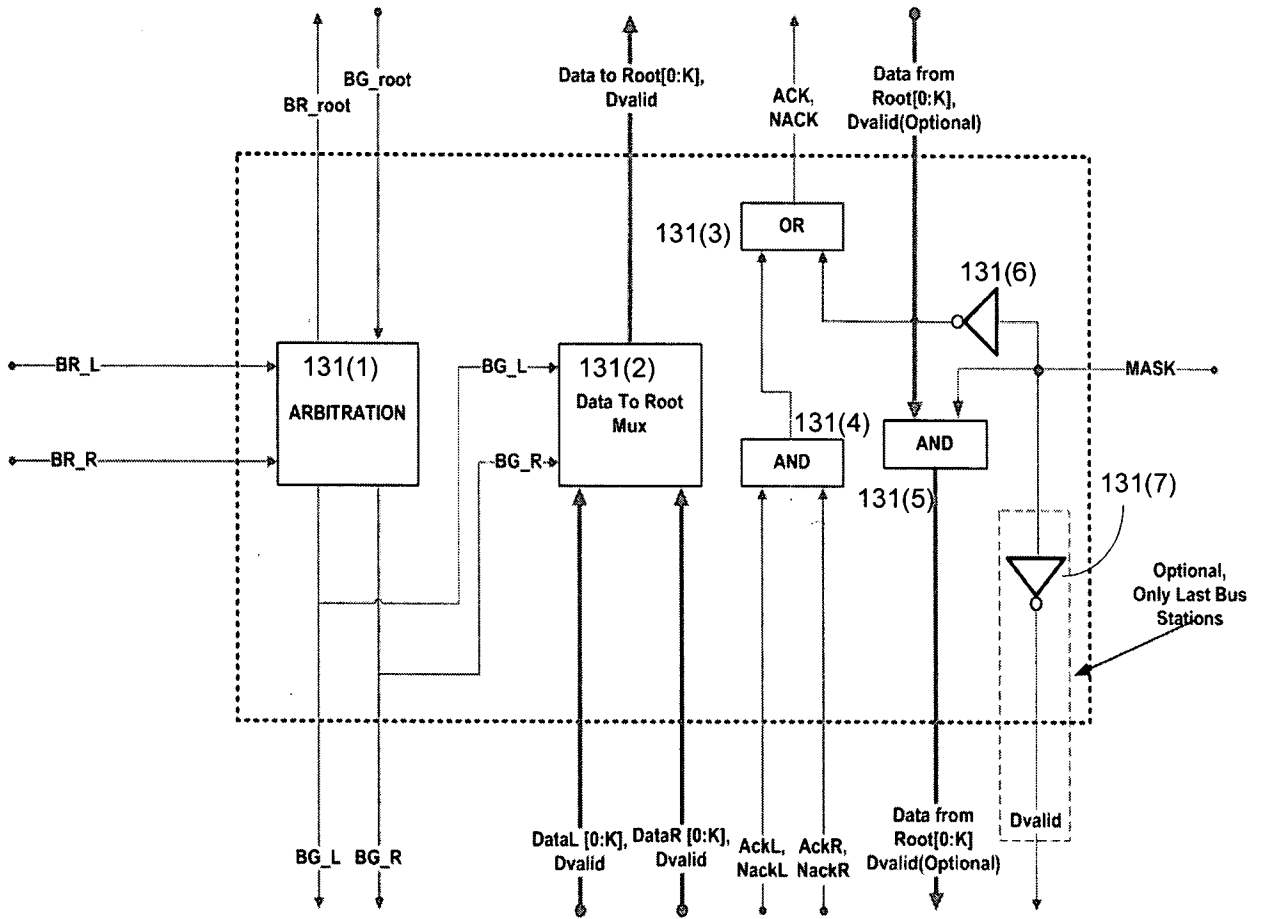 BR_root
BG_root
Data to Root[0:K],
Dvalid
ACK,
NACK
Data from
Root[0:K],
Dvalid(Optional)
131(3)
OR
131(6)
BR_L
131(1)
ARBITRATION
BG_L
131(2)
Data To Root
Mux
MASK
131(4)
AND
AND
BR_R
BG_R
131(5)
131(7)
Optional,
Only Last Bus
Stations
BG_L
BG_R
DataL [0:K],
Dvalid
DataR [0:K],
Dvalid
AckL,
NackL
AckR,
NackR
Data from
Root[0:K]
Dvalid(Optional)
Dvalid